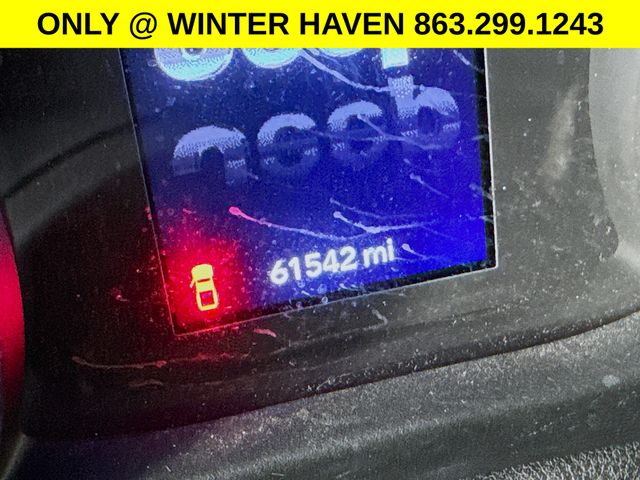 ONLY @ WINTER HAVEN 863.299.1243
Jeep
61542 mi